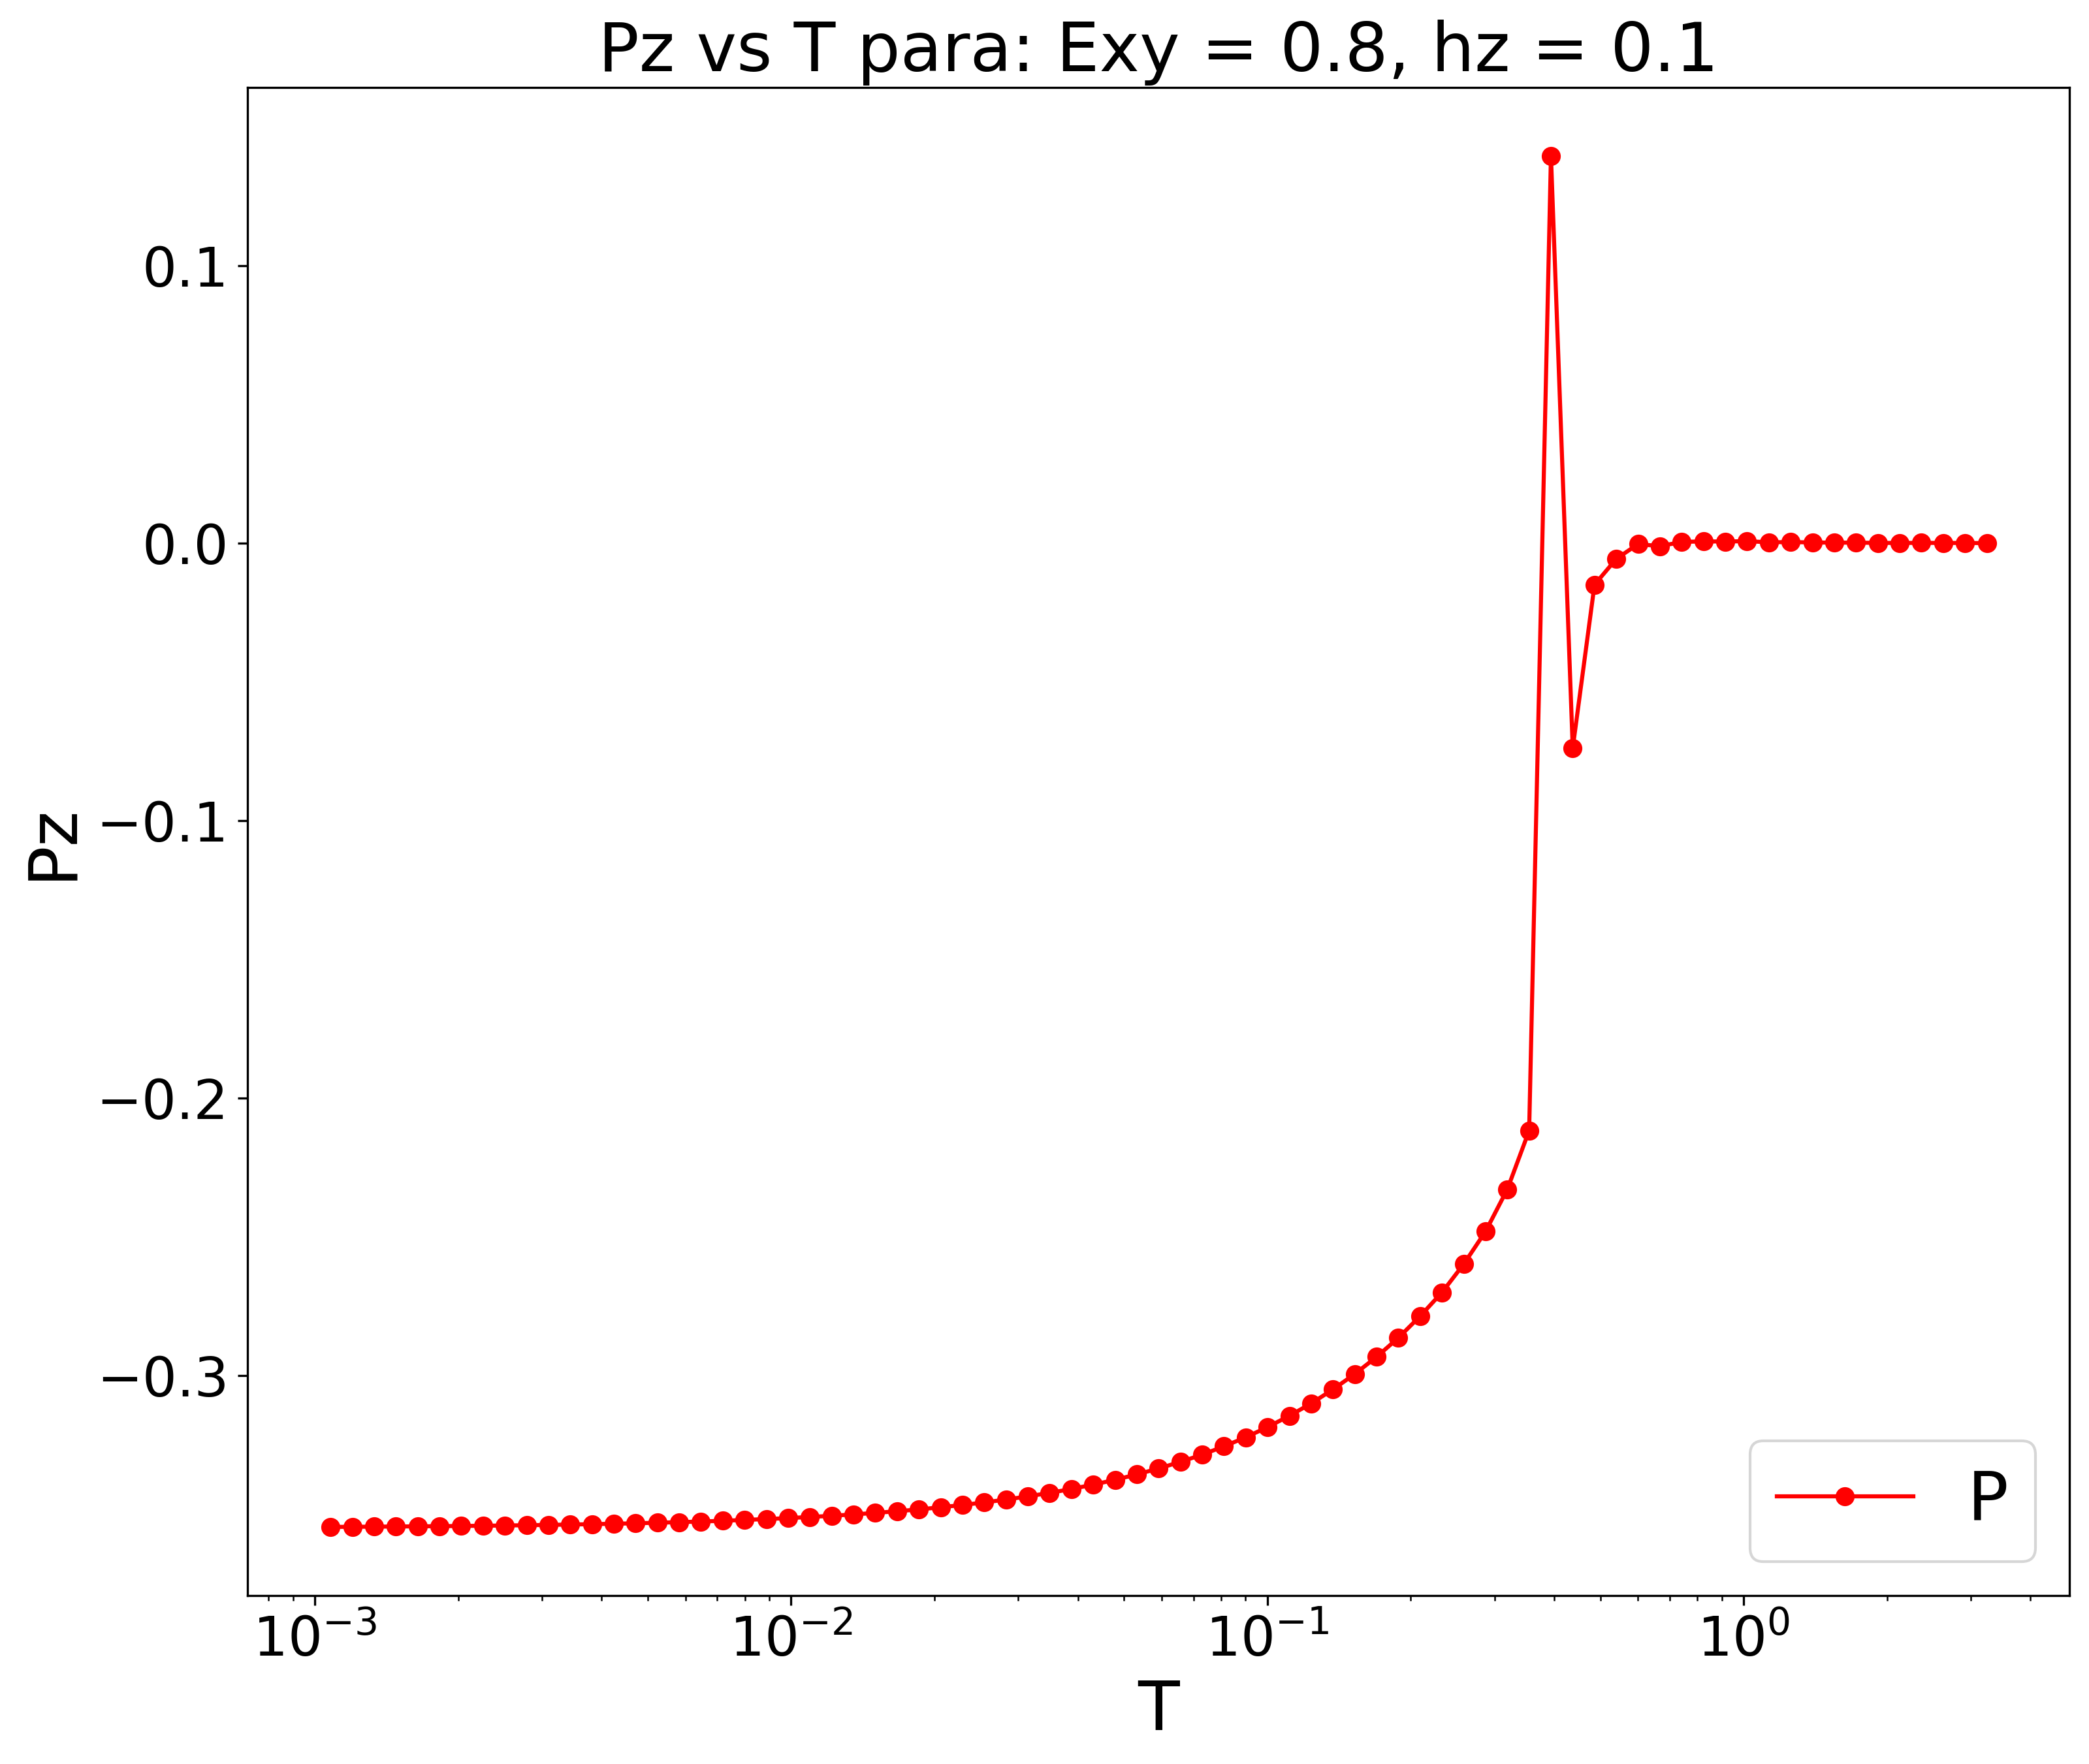 Pz vs T para: Exy = 0.8, hz = 0.1
0.1
0.0
−0.1
−0.2
−0.3
Pz
P
10⁻³ 10⁻² 10⁻¹ 10⁰
T